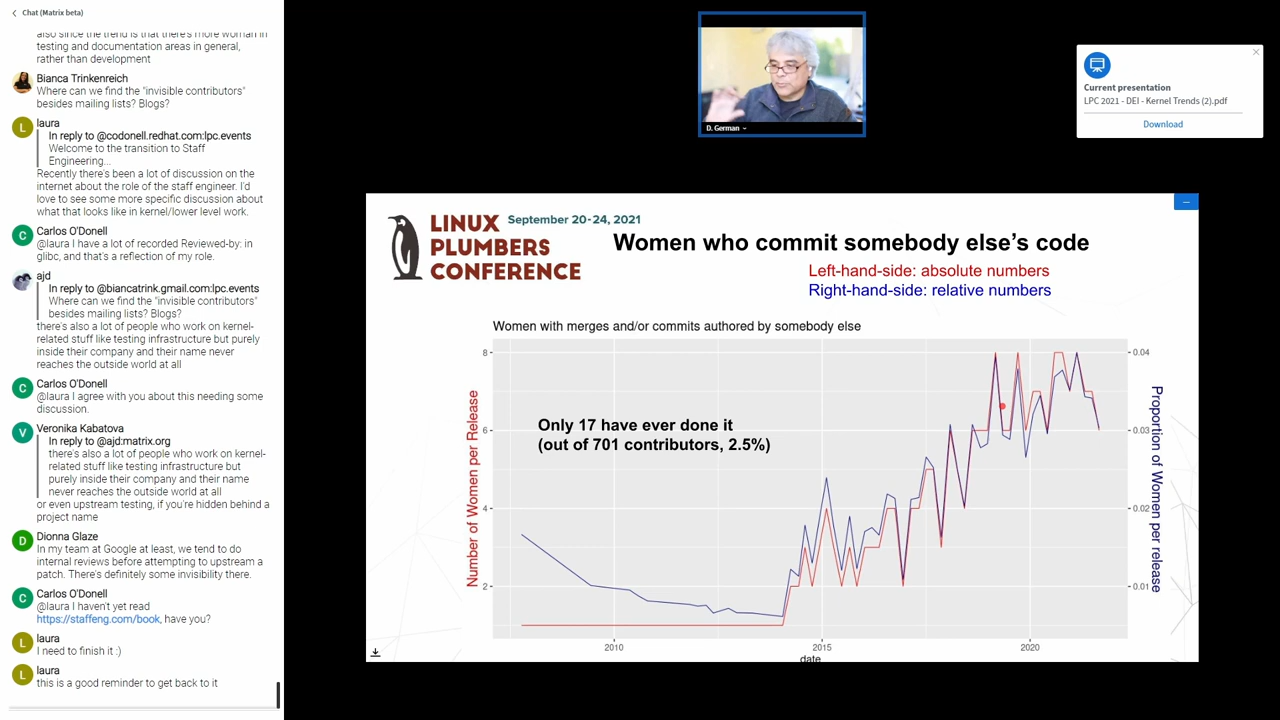 Chat (Matrix beta)
also since the trend is that there's more woman in
testing and documentation areas in general,
rather than development
Bianca Trinkenreich
Where can we find the "invisible contributors"
besides mailing lists? Blogs?
L
laura
In reply to @codonell.redhat.com:lpc.events
Welcome to the transition to Staff
Engineering...
Recently there's been a lot of discussion on the
internet about the role of the staff engineer. I'd
love to see some more specific discussion about
what that looks like in kernel/lower level work.
C
Carlos O'Donell
@laura I have a lot of recorded Reviewed-by: in
glibc, and that's a reflection of my role.
ajd
In reply to @biancatrink.gmail.com:lpc.events
Where can we find the "invisible contributors"
besides mailing lists? Blogs?
there's also a lot of people who work on kernel-
related stuff like testing infrastructure but purely
inside their company and their name never
reaches the outside world at all
C
Carlos O'Donell
@laura I agree with you about this needing some
discussion.
V
Veronika Kabatova
In reply to @ajd:matrix.org
there's also a lot of people who work on kernel-
related stuff like testing infrastructure but
purely inside their company and their name
never reaches the outside world at all
or even upstream testing, if you're hidden behind a
project name
D
Dionna Glaze
In my team at Google at least, we tend to do
internal reviews before attempting to upstream a
patch. There's definitely some invisibility there.
C
Carlos O'Donell
@laura I haven't yet read
https://staffeng.com/book, have you?
L
laura
I need to finish it :)
L
laura
this is a good reminder to get back to it
D. German
Current presentation
LPC 2021 - DEI - Kernel Trends (2).pdf
Download
LINUX
PLUMBERS
CONFERENCE
September 20-24, 2021
Women who commit somebody else's code
Left-hand-side: absolute numbers
Right-hand-side: relative numbers
Women with merges and/or commits authored by somebody else
Only 17 have ever done it
(out of 701 contributors, 2.5%)
Number of Women per Release
8
6
4
2
0.04
0.03
0.02
0.01
Proportion of Women per release
2010
2015
2020
date